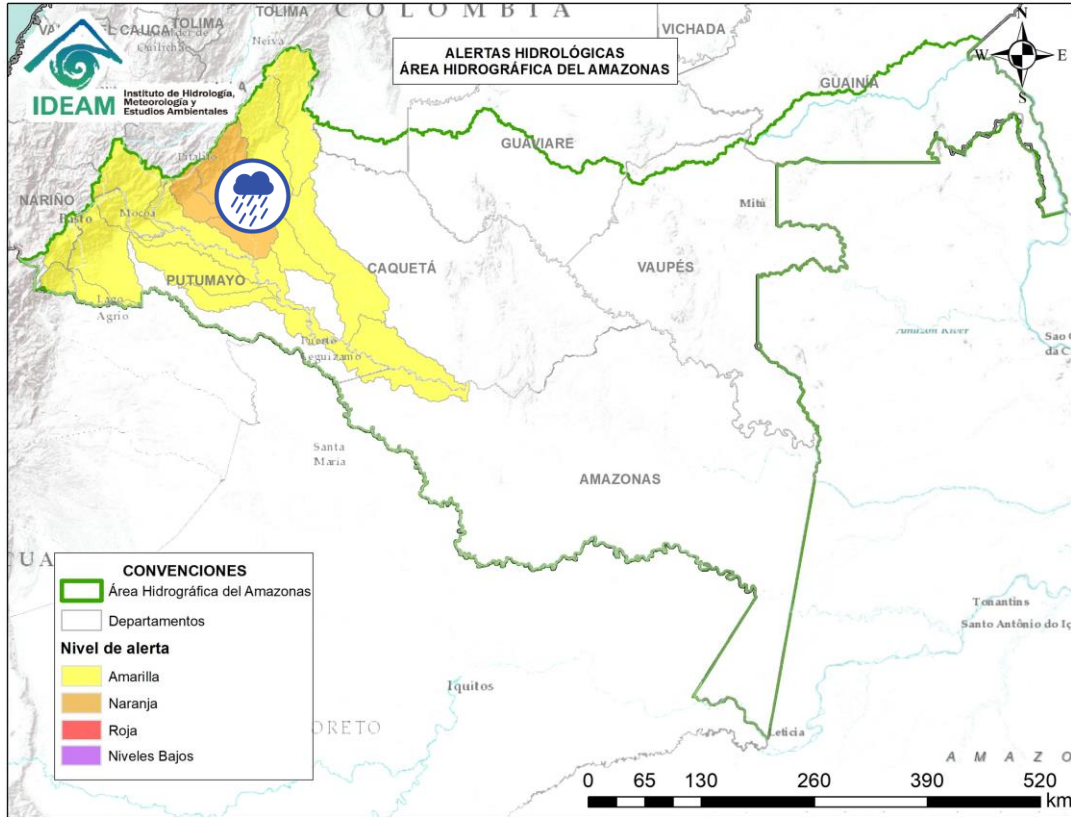 COLOMBIA
TOLIMA
TOLIMA
VICHADA
Neiva
IDEAM
Instituto de Hidrología,
Meteorología y
Estudios Ambientales
ALERTAS HIDROLÓGICAS
ÁREA HIDROGRÁFICA DEL AMAZONAS
N
W
E
S
GUAINÍA
GUAVIARE
NARIÑO
Pasto
Mocoa
Mitú
PUTUMAYO
CAQUETÁ
VAUPÉS
Lago
Agrio
Amazon River
Puerto
Leguizamo
Santa
Maria
AMAZONAS
CONVENCIONES
Área Hidrográfica del Amazonas
Departamentos
Nivel de alerta
Amarilla
Naranja
Roja
Niveles Bajos
Tonantins
Santo Antônio do Iç
Iquitos
ORETO
Leticia
A M A Z O
0 65 130 260 390 520
km